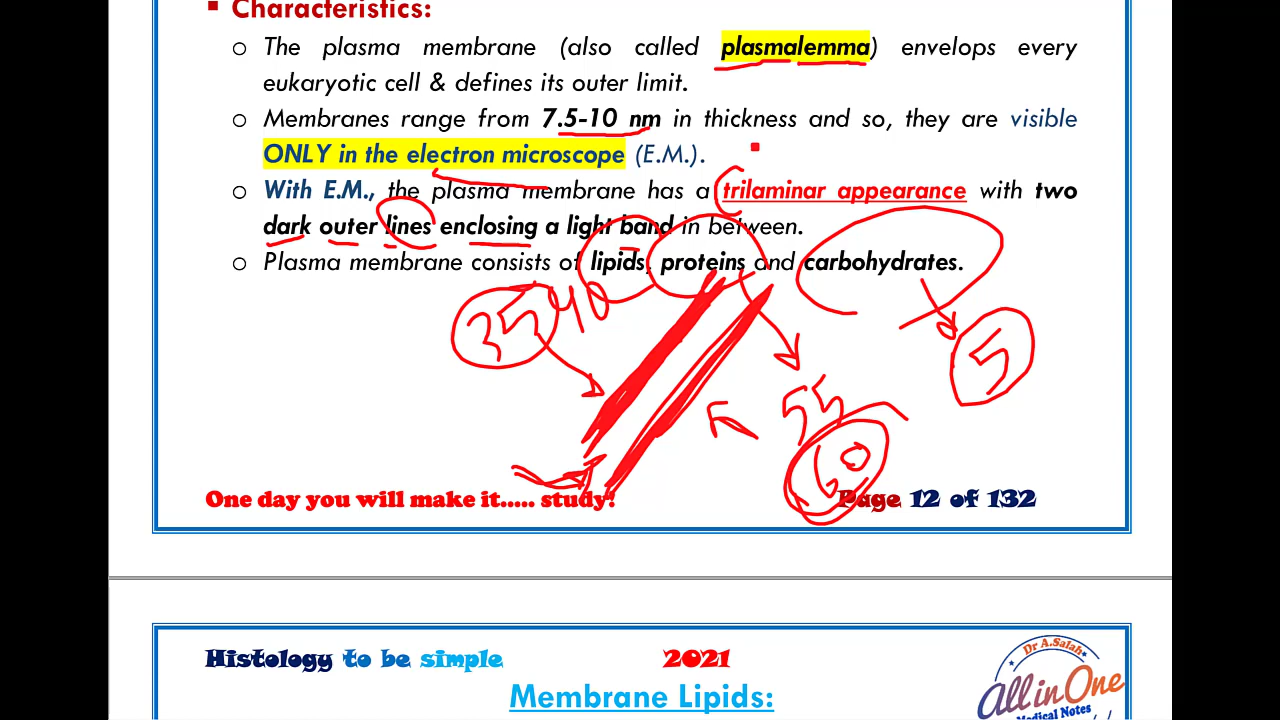 ▪ Characteristics:
o The plasma membrane (also called plasmalemma) envelops every
eukaryotic cell & defines its outer limit.
o Membranes range from 7.5-10 nm in thickness and so, they are visible
ONLY in the electron microscope (E.M.).
o With E.M., the plasma membrane has a trilaminar appearance with two
dark outer lines enclosing a light band in between.
o Plasma membrane consists of lipids, proteins and carbohydrates.
35 40
5
55
60
One day you will make it..... study! Page 12 of 132
Histology to be simple 2021
Dr A.Salah
All in One
Medical Notes
Membrane Lipids: